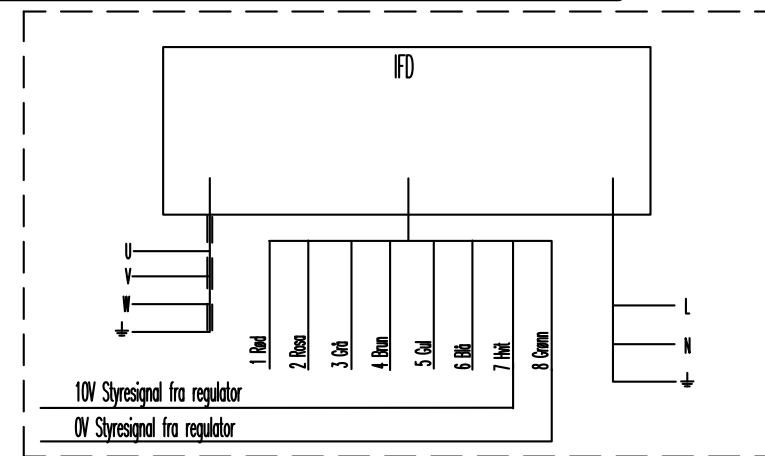 IFD
U
V
W
L
N
1 Rød
2 Rosa
3 Grå
4 Brun
5 Gul
6 Blå
7 Hvit
8 Grønn
10V Styresignal fra regulator
0V Styresignal fra regulator